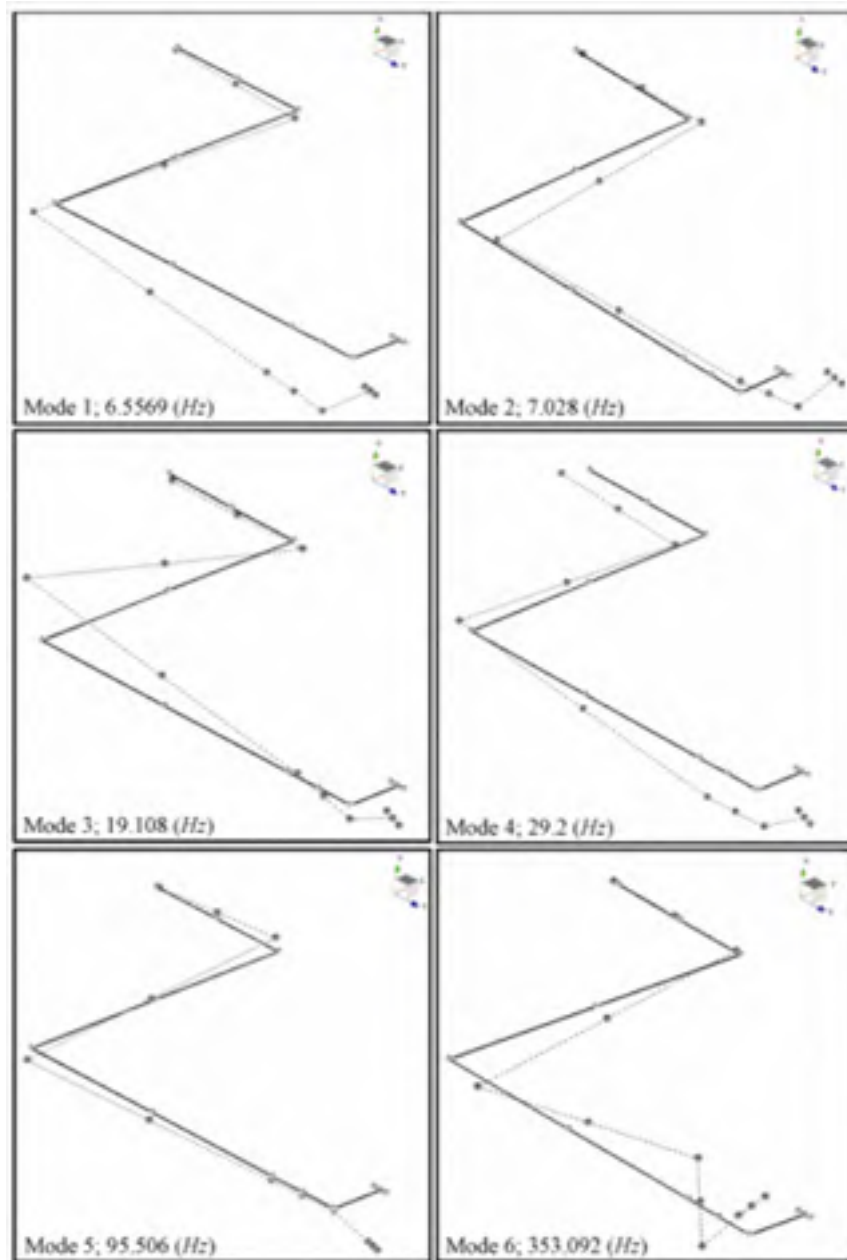 Mode 1; 6.5569 (Hz)
Mode 2; 7.028 (Hz)
Mode 3; 19.108 (Hz)
Mode 4; 29.2 (Hz)
Mode 5; 95.506 (Hz)
Mode 6; 353.092 (Hz)